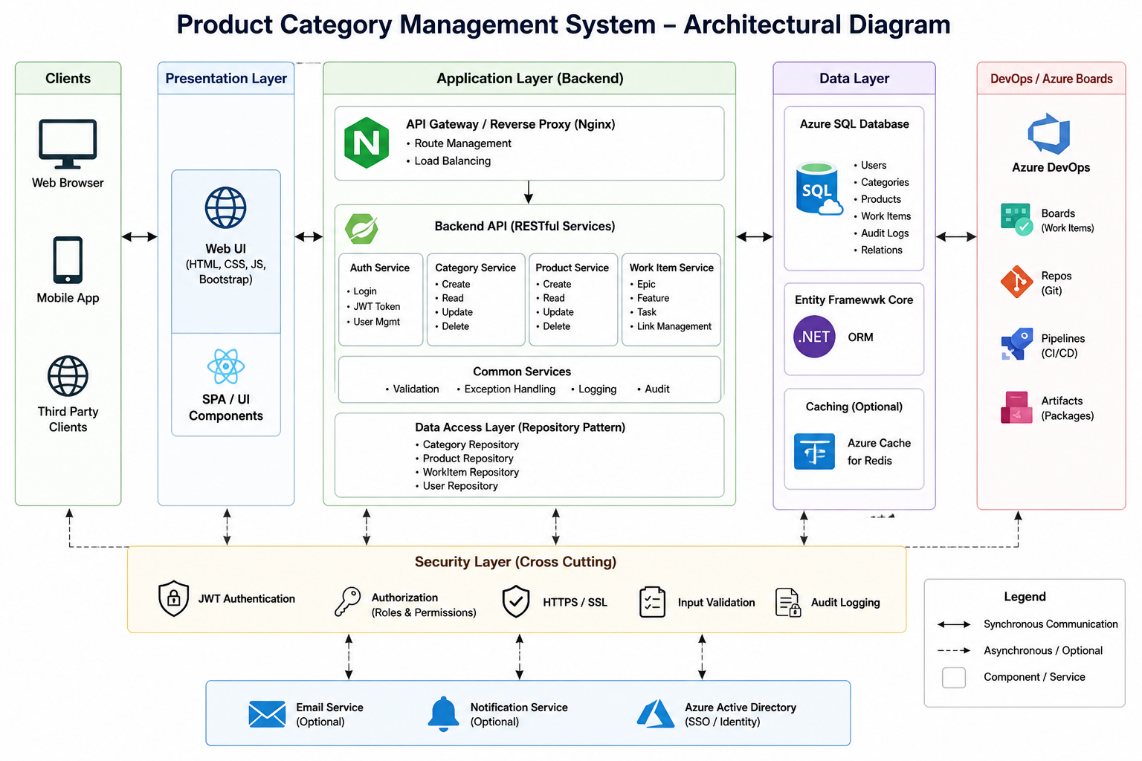 Product Category Management System – Architectural Diagram
Clients
Web Browser
Mobile App
Third Party
Clients
Presentation Layer
Web UI
(HTML, CSS, JS,
Bootstrap)
SPA / UI
Components
Application Layer (Backend)
N
API Gateway / Reverse Proxy (Nginx)
• Route Management
• Load Balancing
Backend API (RESTful Services)
Auth Service
• Login
• JWT Token
• User Mgmt
Category Service
• Create
• Read
• Update
• Delete
Product Service
• Create
• Read
• Update
• Delete
Work Item Service
• Epic
• Feature
• Task
• Link Management
Common Services
• Validation • Exception Handling • Logging • Audit
Data Access Layer (Repository Pattern)
• Category Repository
• Product Repository
• WorkItem Repository
• User Repository
Data Layer
Azure SQL Database
SQL
• Users
• Categories
• Products
• Work Items
• Audit Logs
• Relations
Entity Framewwk Core
.NET
ORM
Caching (Optional)
Azure Cache
for Redis
DevOps / Azure Boards
Azure DevOps
Boards
(Work Items)
Repos
(Git)
Pipelines
(CI/CD)
Artifacts
(Packages)
Security Layer (Cross Cutting)
JWT Authentication
Authorization
(Roles & Permissions)
HTTPS / SSL
Input Validation
Audit Logging
Email Service
(Optional)
Notification Service
(Optional)
Azure Active Directory
(SSO / Identity)
Legend
Synchronous Communication
Asynchronous / Optional
Component / Service